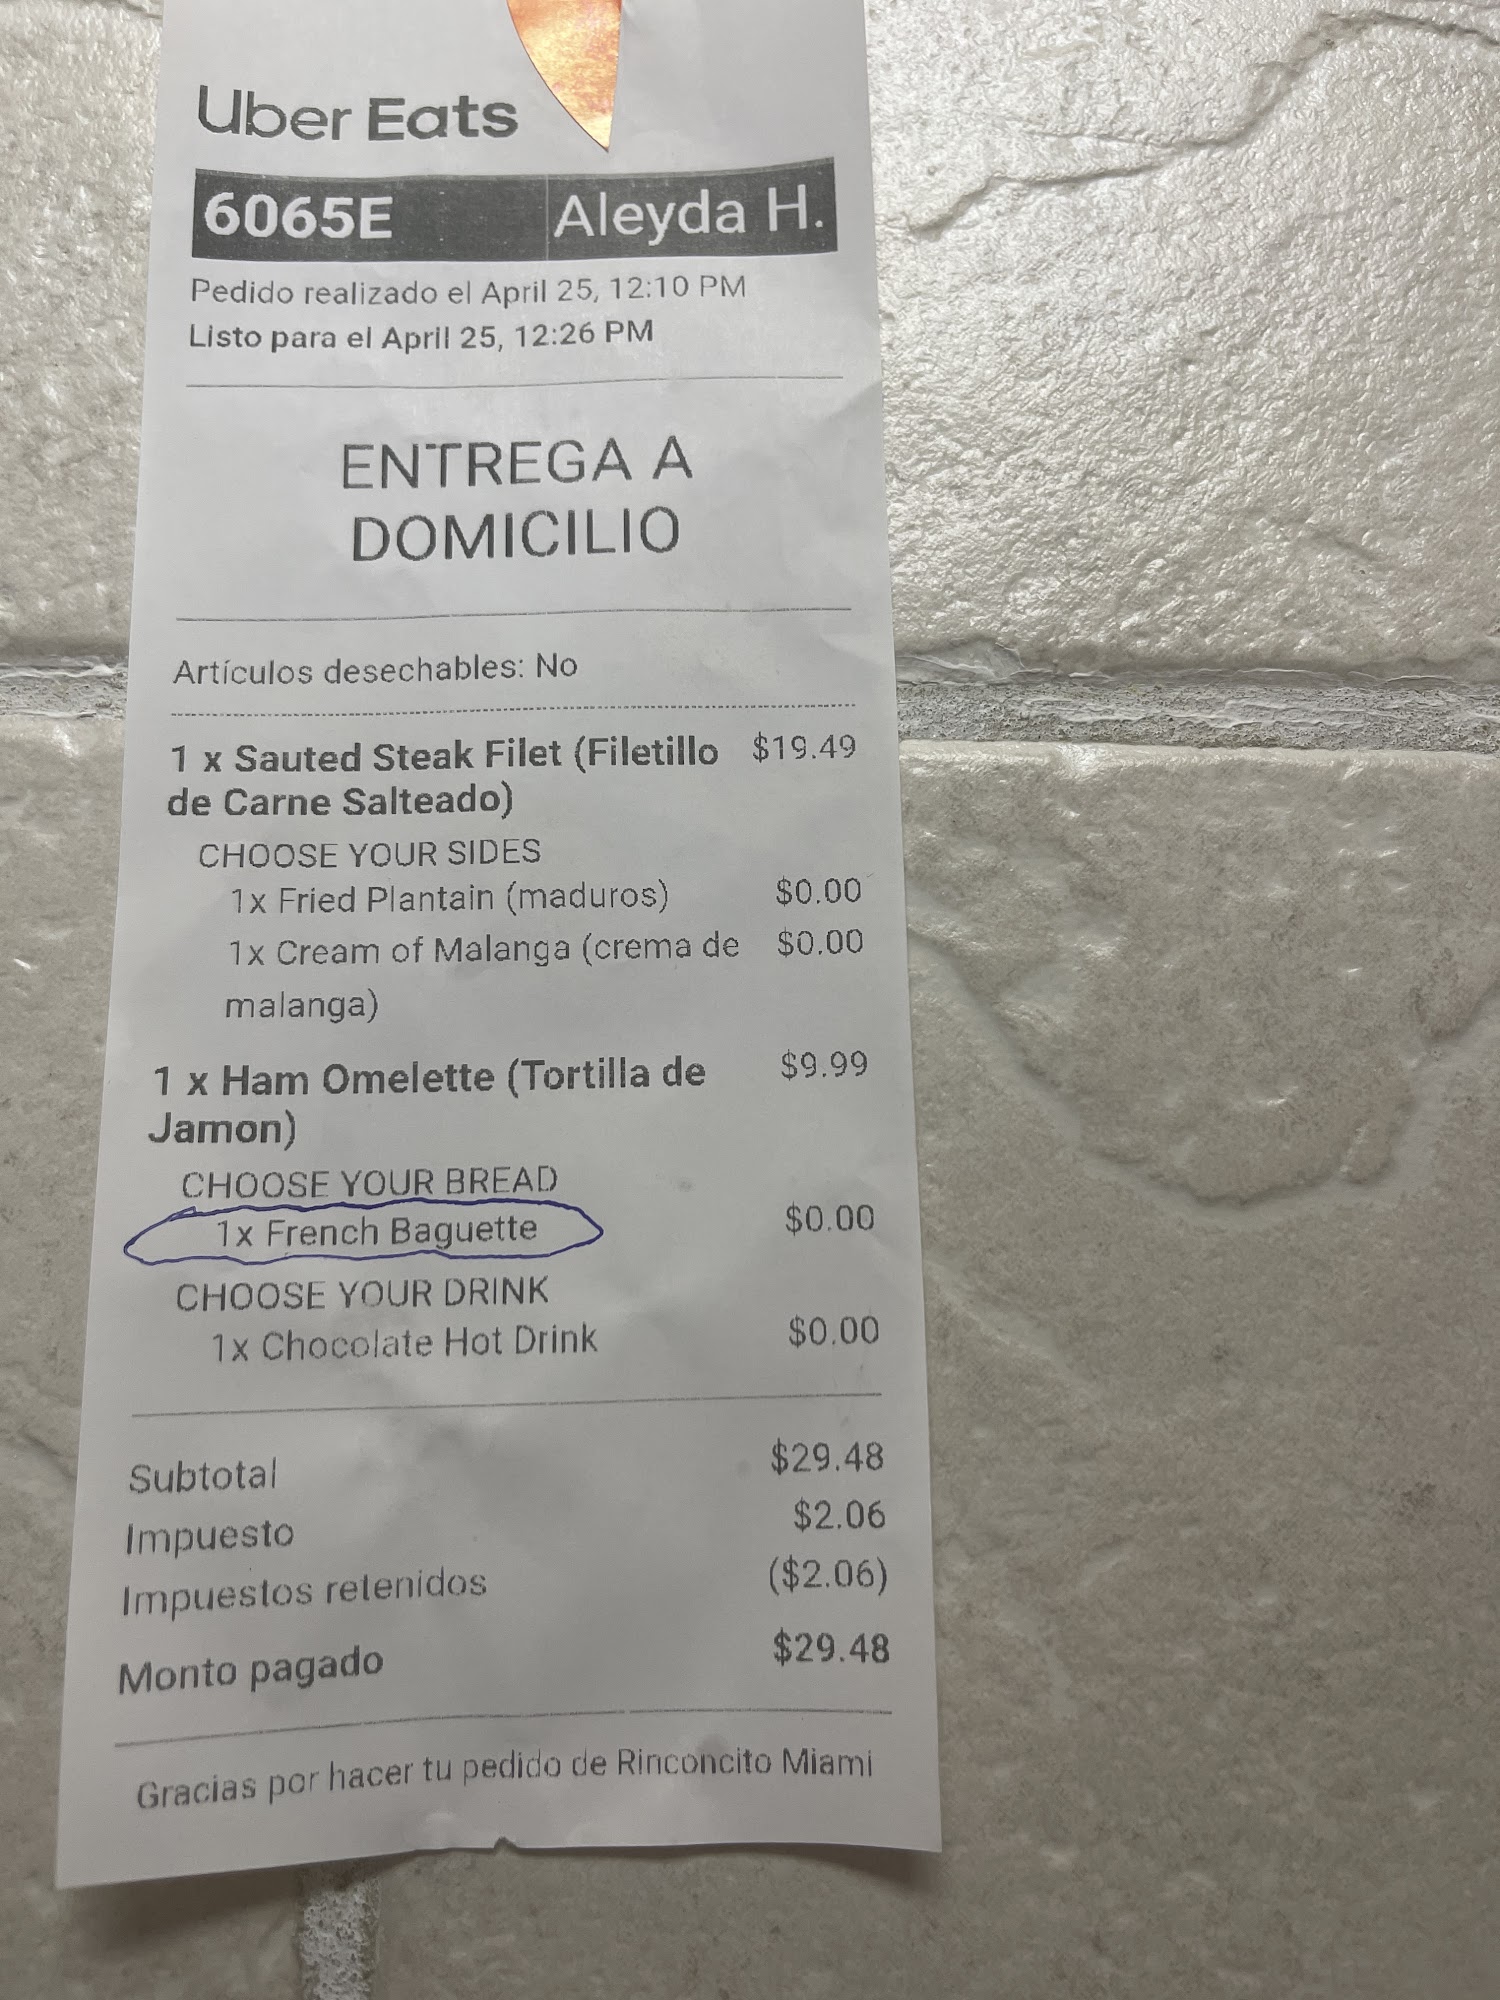 Uber Eats
6065E Aleyda H.
Pedido realizado el April 25, 12:10 PM
Listo para el April 25, 12:26 PM
ENTREGA A
DOMICILIO
Artículos desechables: No
1 x Sauted Steak Filet (Filetillo $19.49
de Carne Salteado)
CHOOSE YOUR SIDES
1x Fried Plantain (maduros) $0.00
1x Cream of Malanga (crema de $0.00
malanga)
1 x Ham Omelette (Tortilla de $9.99
Jamon)
CHOOSE YOUR BREAD
1x French Baguette $0.00
CHOOSE YOUR DRINK
1x Chocolate Hot Drink $0.00
Subtotal $29.48
Impuesto $2.06
Impuestos retenidos ($2.06)
Monto pagado $29.48
Gracias por hacer tu pedido de Rinconcito Miami